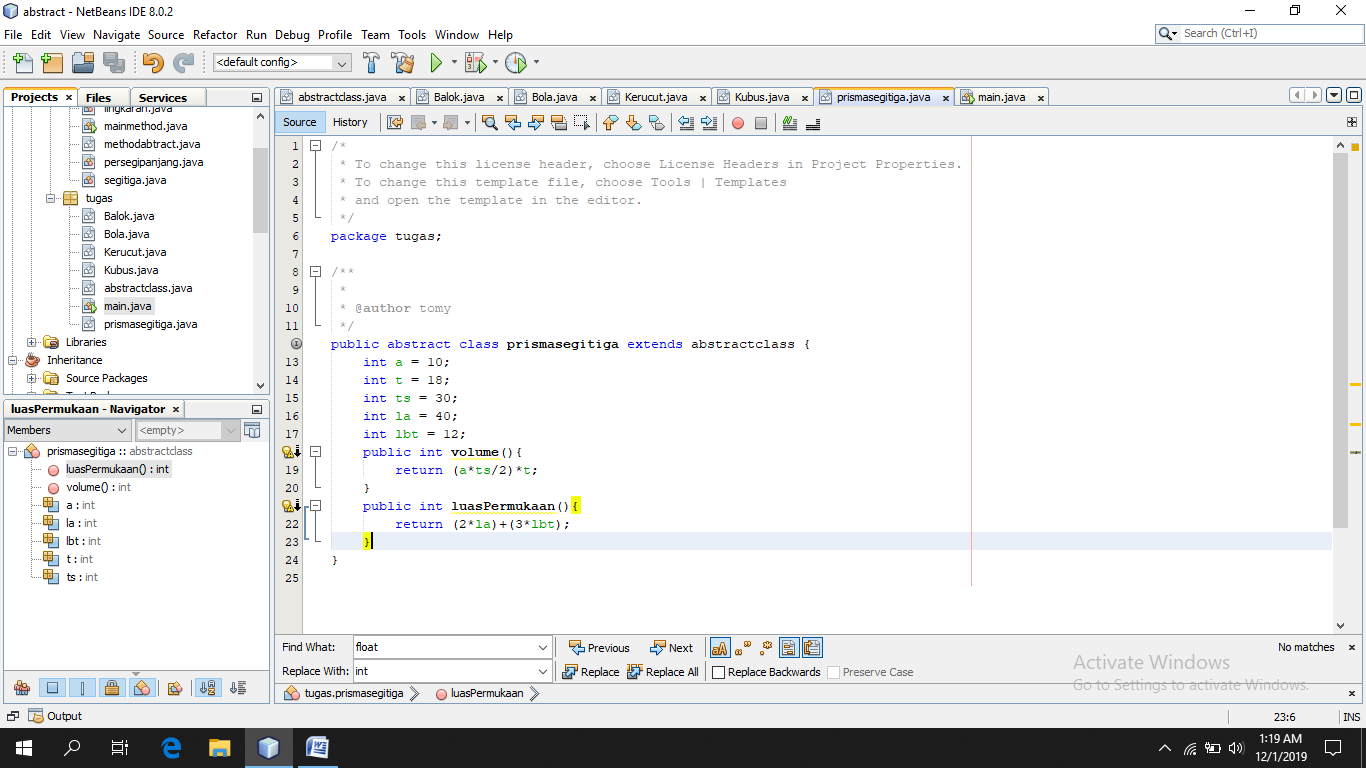 abstract - NetBeans IDE 8.0.2
File Edit View Navigate Source Refactor Run Debug Profile Team Tools Window Help
Search (Ctrl+I)
<default config>
Projects × Files Services
lingkaran.java
mainmethod.java
methodabtract.java
persegipanjang.java
segitiga.java
tugas
Balok.java
Bola.java
Kerucut.java
Kubus.java
abstractclass.java
main.java
prismasegitiga.java
Libraries
Inheritance
Source Packages
luasPermukaan - Navigator ×
Members <empty>
prismasegitiga :: abstractclass
luasPermukaan() : int
volume() : int
a : int
la : int
lbt : int
t : int
ts : int
abstractclass.java × Balok.java × Bola.java × Kerucut.java × Kubus.java × prismasegitiga.java × main.java ×
Source History
1 /*
2 * To change this license header, choose License Headers in Project Properties.
3 * To change this template file, choose Tools | Templates
4 * and open the template in the editor.
5 */
6 package tugas;
7
8 /**
9 *
10 * @author tomy
11 */
public abstract class prismasegitiga extends abstractclass {
13 int a = 10;
14 int t = 18;
15 int ts = 30;
16 int la = 40;
17 int lbt = 12;
public int volume(){
19 return (a*ts/2)*t;
20 }
public int luasPermukaan(){
22 return (2*la)+(3*lbt);
23 }
24 }
25
Find What: float Previous Next No matches ×
Replace With: int Replace Replace All Replace Backwards Preserve Case
Activate Windows
Go to Settings to activate Windows.
tugas.prismasegitiga luasPermukaan ×
Output 23:6 INS
1:19 AM
12/1/2019